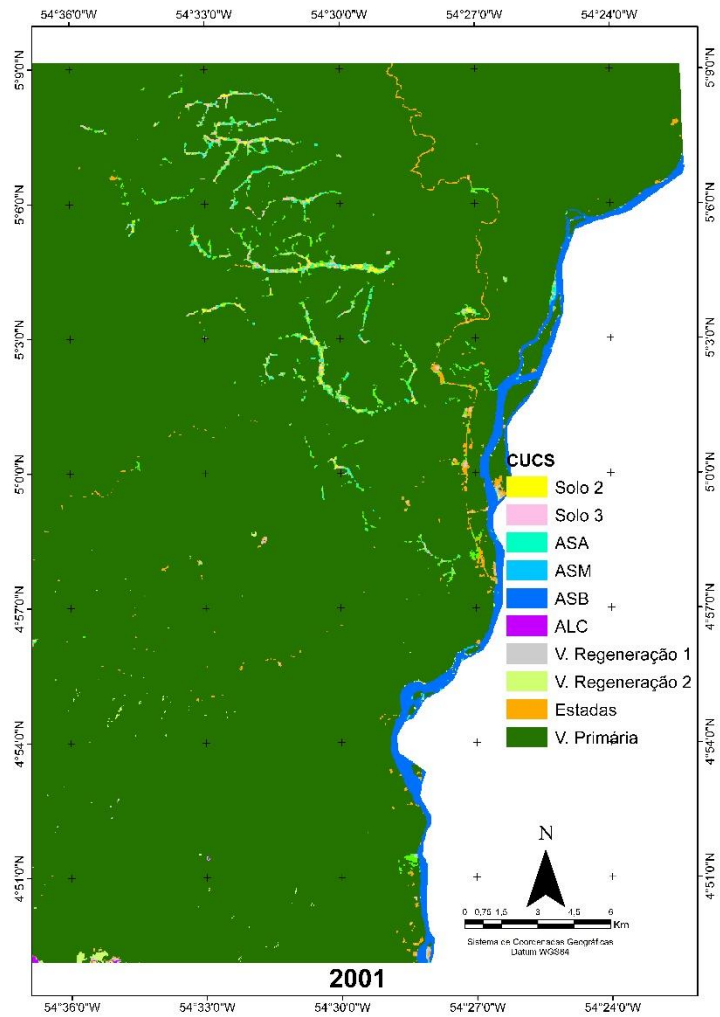 54°36'0"W 54°33'0"W 54°30'0"W 54°27'0"W 54°24'0"W
5°9'0"N 5°9'0"N
5°6'0"N 5°6'0"N
5°3'0"N 5°3'0"N
5°0'0"N 5°0'0"N
4°57'0"N 4°57'0"N
4°54'0"N 4°54'0"N
4°51'0"N 4°51'0"N
CUCS
Solo 2
Solo 3
ASA
ASM
ASB
ALC
V. Regeneração 1
V. Regeneração 2
Estadas
V. Primária
N
0 0,75 1,5 3 4,5 6
Km
Sistema de Coordenadas Geográficas
Datum WGS84
2001
54°36'0"W 54°33'0"W 54°30'0"W 54°27'0"W 54°24'0"W